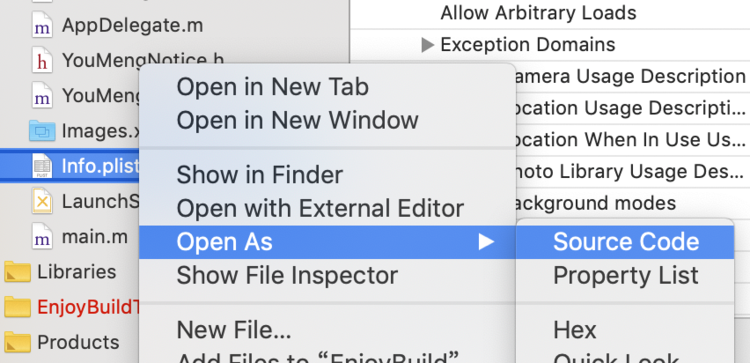 AppDelegate.m
YouMengNotice.h
YouMeng
Images.x
Info.plist
LaunchS
main.m
Libraries
EnjoyBuildT
Products
Open in New Tab
Open in New Window
Show in Finder
Open with External Editor
Open As
Show File Inspector
New File...
Add Files to “EnjoyBuild”
Source Code
Property List
Hex
Quick Look
Allow Arbitrary Loads
Exception Domains
amera Usage Description
ocation Usage Descripti...
ocation When In Use Us...
hoto Library Usage Des...
ackground modes